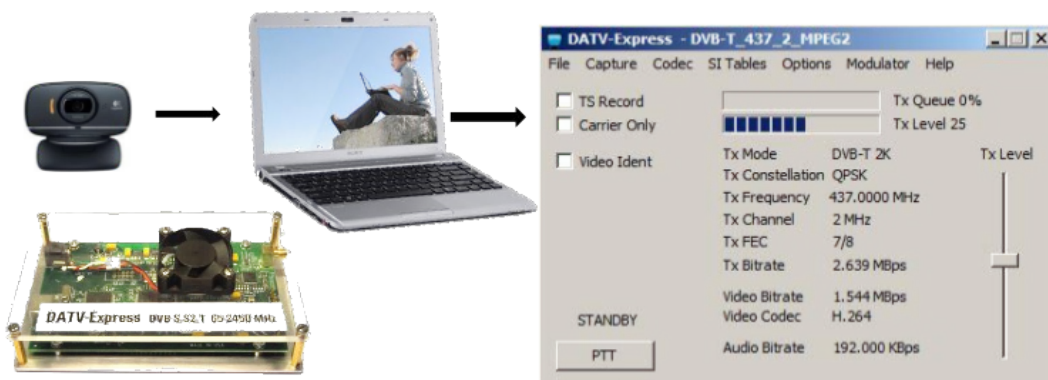 DATV-Express - DVB-T_437_2_MPEG2
File Capture Codec SI Tables Options Modulator Help
TS Record
Tx Queue 0%
Carrier Only
Tx Level 25
Video Ident
Tx Mode DVB-T 2K
Tx Level
Tx Constellation QPSK
Tx Frequency 437.0000 MHz
Tx Channel 2 MHz
Tx FEC 7/8
Tx Bitrate 2.639 MBps
Video Bitrate 1.544 MBps
STANDBY
Video Codec H.264
PTT
Audio Bitrate 192.000 KBps
DATV-Express DVB-S,S2,T 65-2450 MHz